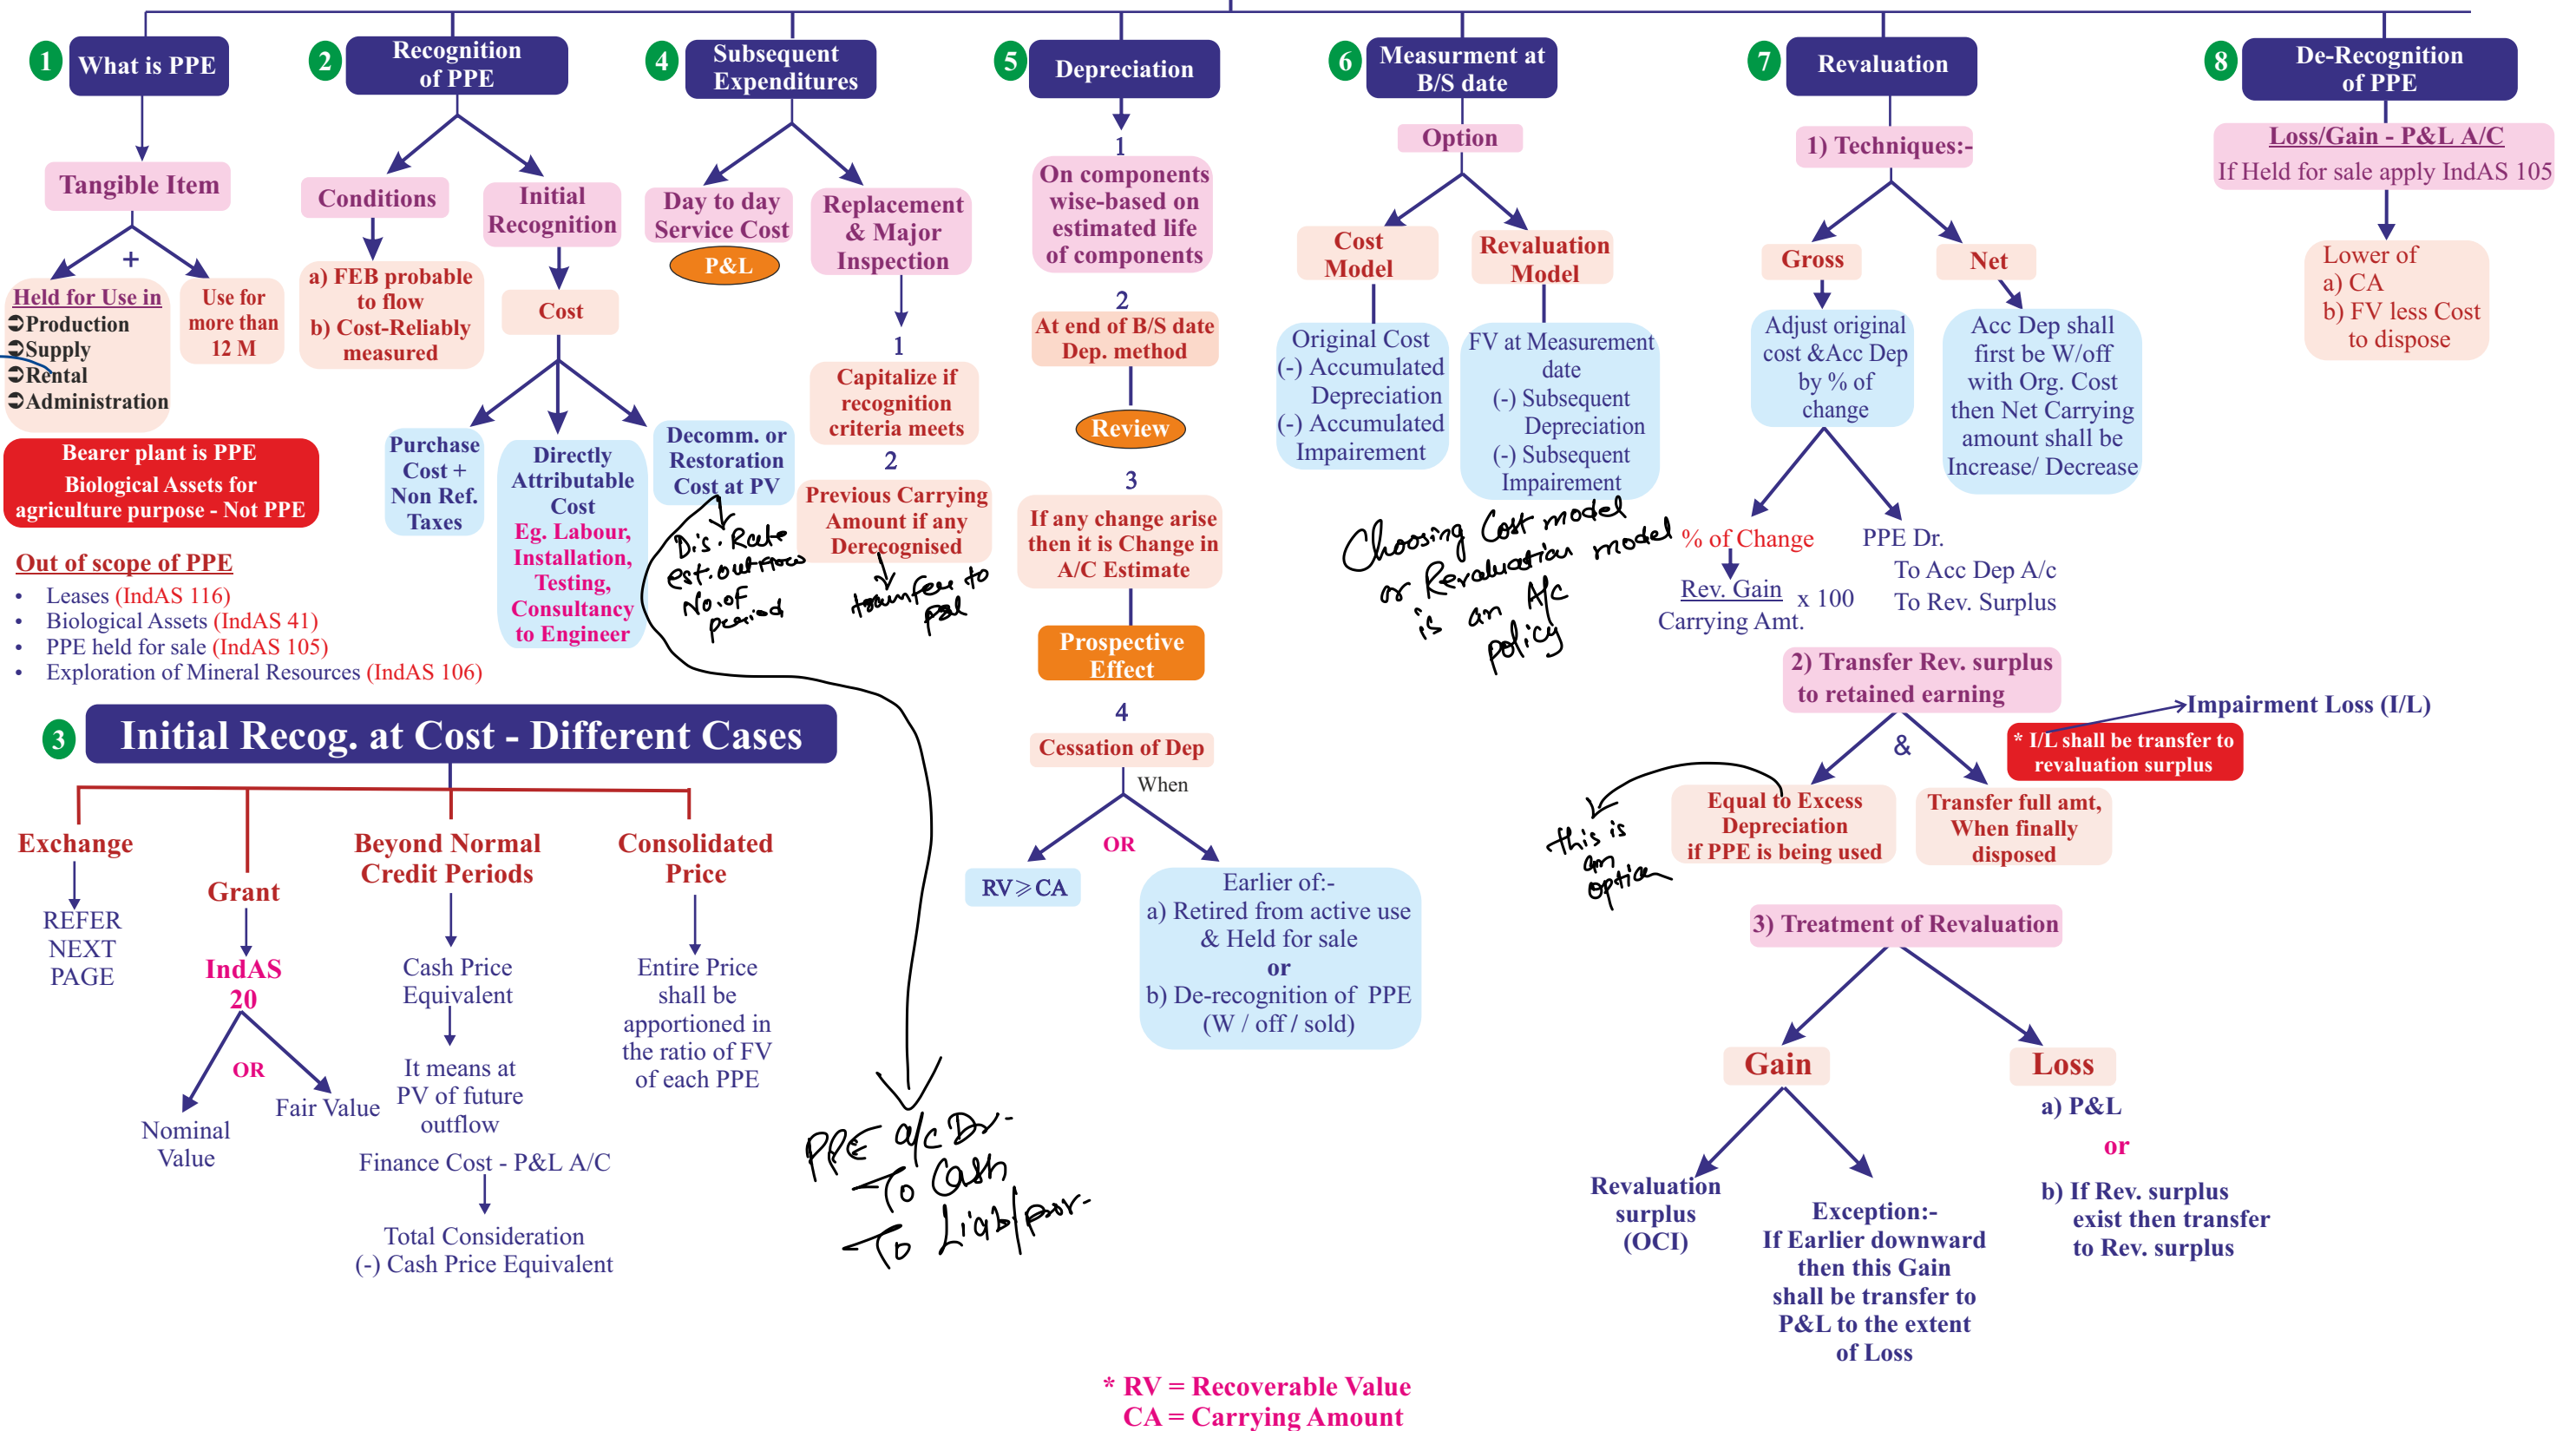 1
What is PPE
Tangible Item
+
Held for Use in
➲Production
➲Supply
➲Rental
➲Administration
Use for
more than
12 M
Bearer plant is PPE
Biological Assets for
agriculture purpose - Not PPE
Out of scope of PPE
• Leases (IndAS 116)
• Biological Assets (IndAS 41)
• PPE held for sale (IndAS 105)
• Exploration of Mineral Resources (IndAS 106)
2
Recognition
of PPE
Conditions
a) FEB probable
to flow
b) Cost-Reliably
measured
Initial
Recognition
Cost
Purchase
Cost +
Non Ref.
Taxes
Directly
Attributable
Cost
Eg. Labour,
Installation,
Testing,
Consultancy
to Engineer
Decomm. or
Restoration
Cost at PV
Dis. Rate
est. outflows
No. of
period
PPE a/c Dr-
To Cash
To Liab/prov-
3
Initial Recog. at Cost - Different Cases
Exchange
REFER
NEXT
PAGE
Grant
IndAS
20
OR
Nominal
Value
Fair Value
Beyond Normal
Credit Periods
Cash Price
Equivalent
It means at
PV of future
outflow
Finance Cost - P&L A/C
Total Consideration
(-) Cash Price Equivalent
Consolidated
Price
Entire Price
shall be
apportioned in
the ratio of FV
of each PPE
4
Subsequent
Expenditures
Day to day
Service Cost
P&L
Replacement
& Major
Inspection
1
Capitalize if
recognition
criteria meets
2
Previous Carrying
Amount if any
Derecognised
transfer to
P&L
5
Depreciation
1
On components
wise-based on
estimated life
of components
2
At end of B/S date
Dep. method
Review
3
If any change arise
then it is Change in
A/C Estimate
Prospective
Effect
4
Cessation of Dep
When
OR
RV⩾CA
Earlier of:-
a) Retired from active use
& Held for sale
or
b) De-recognition of PPE
(W / off / sold)
6
Measurment at
B/S date
Option
Cost
Model
Original Cost
(-) Accumulated
Depreciation
(-) Accumulated
Impairement
Revaluation
Model
FV at Measurement
date
(-) Subsequent
Depreciation
(-) Subsequent
Impairement
Choosing Cost model
or Revaluation model
is an A/c
policy
7
Revaluation
1) Techniques:-
Gross
Adjust original
cost &Acc Dep
by % of
change
Net
Acc Dep shall
first be W/off
with Org. Cost
then Net Carrying
amount shall be
Increase/ Decrease
% of Change
Rev. Gain
Carrying Amt.
x 100
PPE Dr.
To Acc Dep A/c
To Rev. Surplus
2) Transfer Rev. surplus
to retained earning
Impairment Loss (I/L)
* I/L shall be transfer to
revaluation surplus
&
Equal to Excess
Depreciation
if PPE is being used
this is
an
option
Transfer full amt,
When finally
disposed
3) Treatment of Revaluation
Gain
Revaluation
surplus
(OCI)
Exception:-
If Earlier downward
then this Gain
shall be transfer to
P&L to the extent
of Loss
Loss
a) P&L
or
b) If Rev. surplus
exist then transfer
to Rev. surplus
8
De-Recognition
of PPE
Loss/Gain - P&L A/C
If Held for sale apply IndAS 105
Lower of
a) CA
b) FV less Cost
to dispose
* RV = Recoverable Value
CA = Carrying Amount